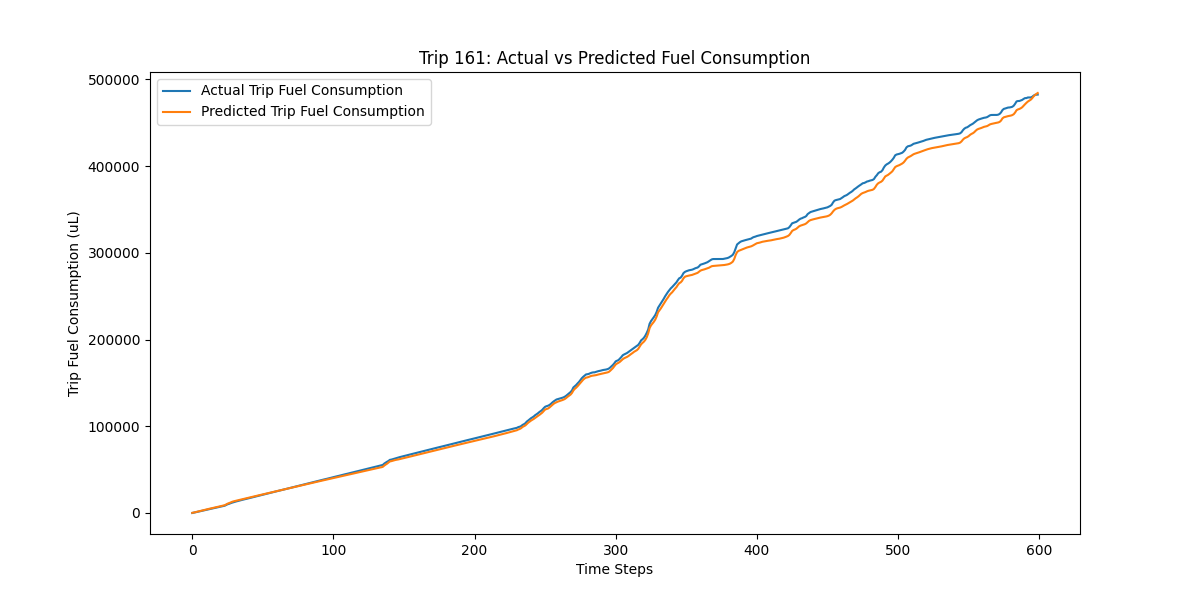 Trip 161: Actual vs Predicted Fuel Consumption
Actual Trip Fuel Consumption
Predicted Trip Fuel Consumption
Trip Fuel Consumption (uL)
500000
400000
300000
200000
100000
0
0 100 200 300 400 500 600
Time Steps